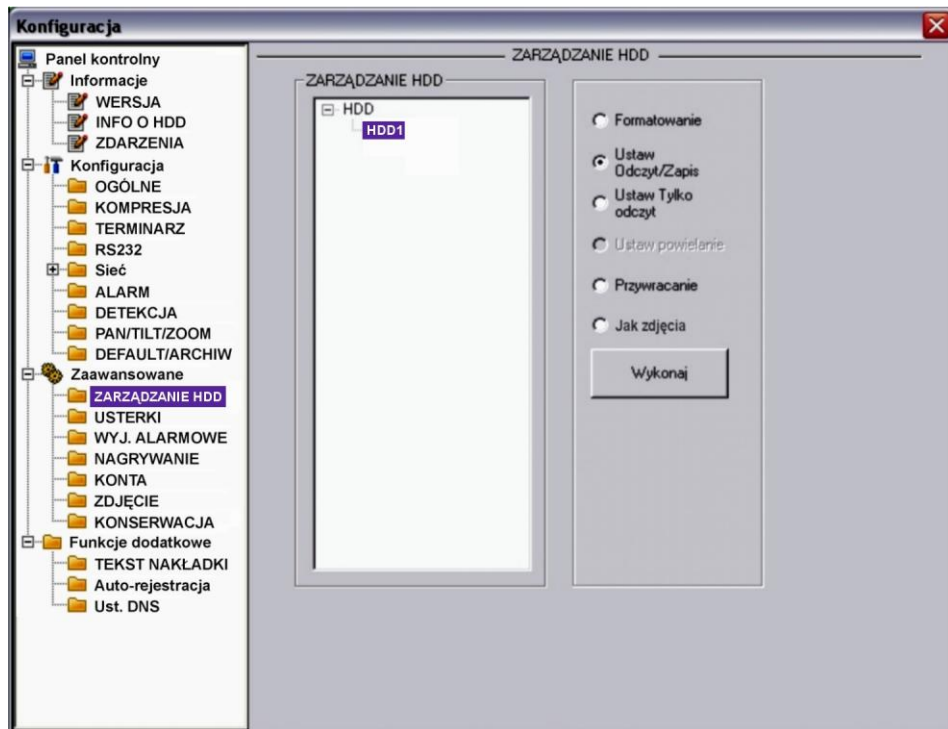 Konfiguracja
Panel kontrolny
Informacje
WERSJA
INFO O HDD
ZDARZENIA
Konfiguracja
OGÓLNE
KOMPRESJA
TERMINARZ
RS232
Sieć
ALARM
DETEKCJA
PAN/TILT/ZOOM
DEFAULT/ARCHIW
Zaawansowane
ZARZĄDZANIE HDD
USTERKI
WYJ. ALARMOWE
NAGRYWANIE
KONTA
ZDJĘCIE
KONSERWACJA
Funkcje dodatkowe
TEKST NAKŁADKI
Auto-rejestracja
Ust. DNS
ZARZĄDZANIE HDD
ZARZĄDZANIE HDD
HDD
HDD1
Formatowanie
Ustaw
Odczyt/Zapis
Ustaw Tylko
odczyt
Ustaw powielanie
Przywracanie
Jak zdjęcia
Wykonaj